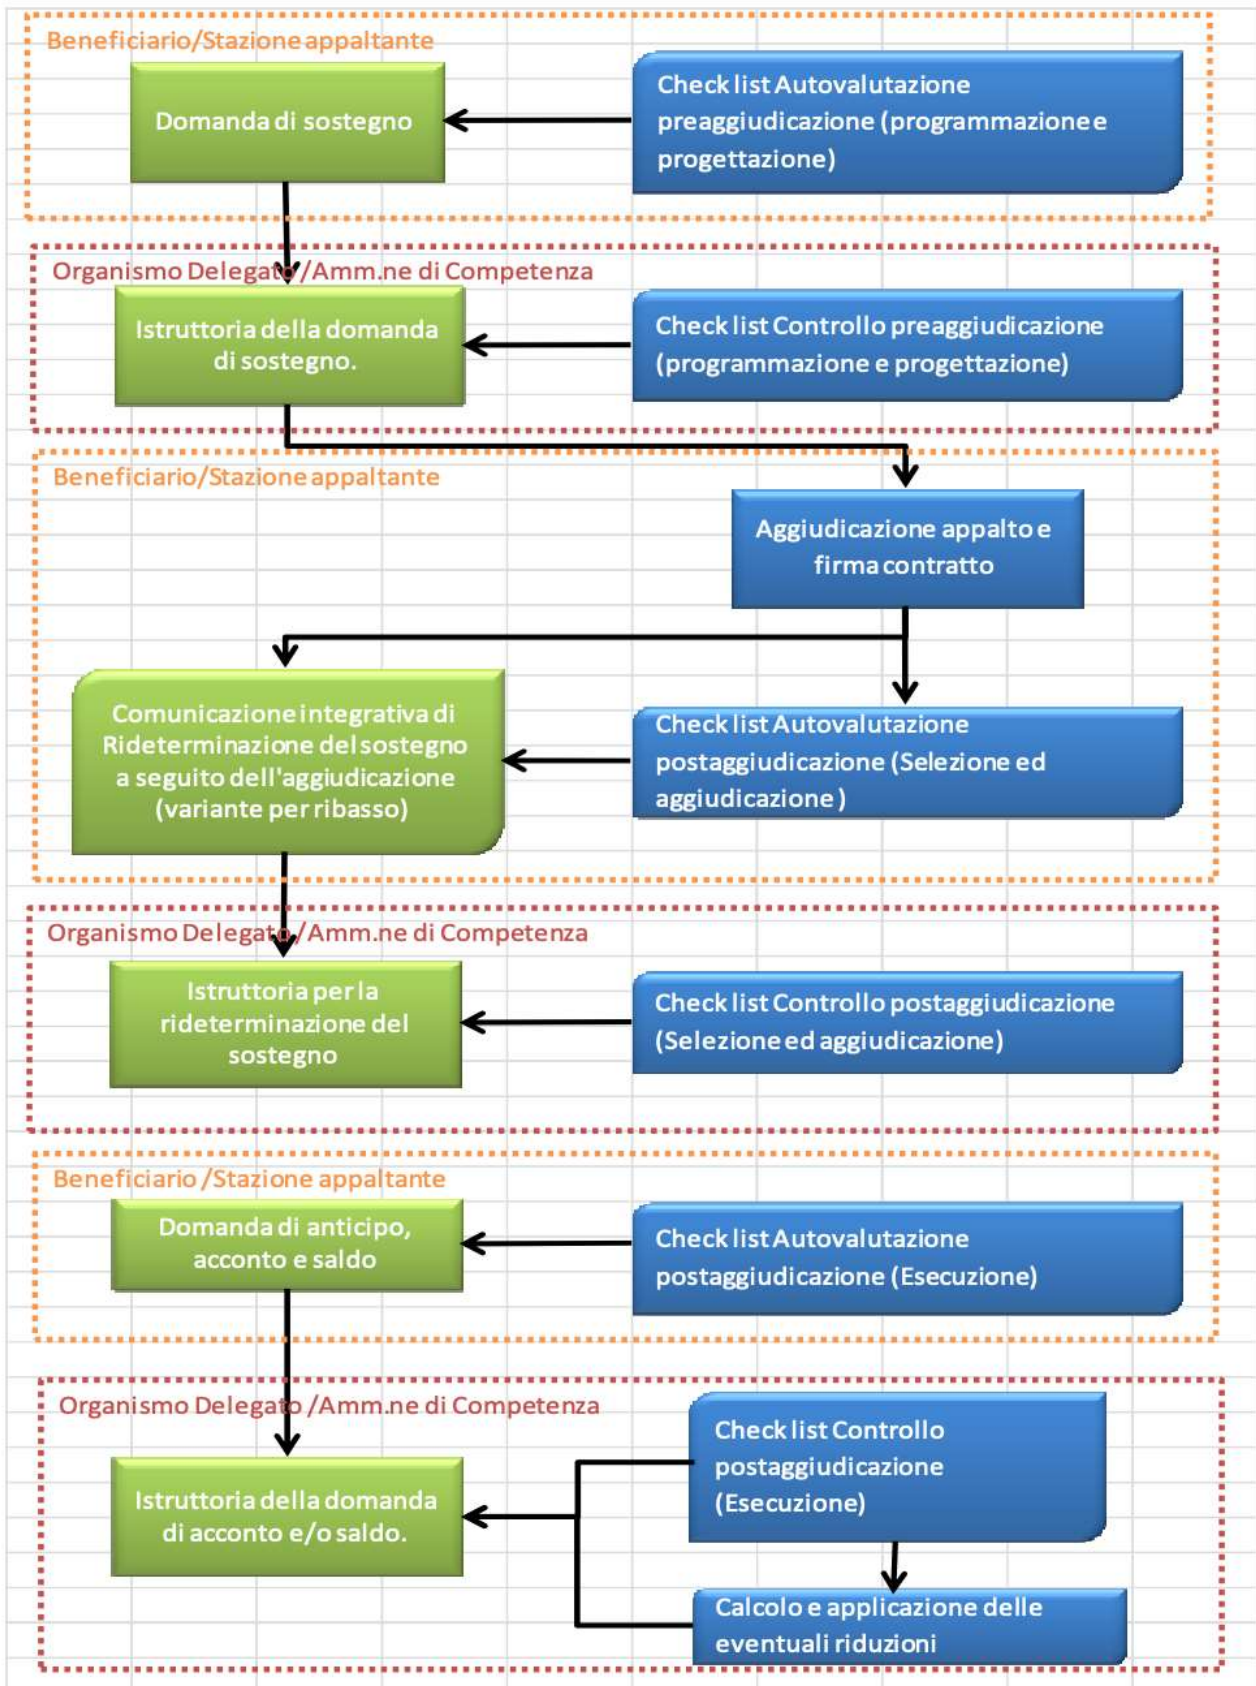 Beneficiario/Stazione appaltante
Domanda di sostegno
Check list Autovalutazione
preaggiudicazione (programmazione e
progettazione)
Organismo Delegato /Amm.ne di Competenza
Istruttoria della domanda
di sostegno.
Check list Controllo preaggiudicazione
(programmazione e progettazione)
Beneficiario/Stazione appaltante
Aggiudicazione appalto e
firma contratto
Comunicazione integrativa di
Rideterminazione del sostegno
a seguito dell'aggiudicazione
(variante per ribasso)
Check list Autovalutazione
postaggiudicazione (Selezione ed
aggiudicazione )
Organismo Delegato /Amm.ne di Competenza
Istruttoria per la
rideterminazione del
sostegno
Check list Controllo postaggiudicazione
(Selezione ed aggiudicazione)
Beneficiario /Stazione appaltante
Domanda di anticipo,
acconto e saldo
Check list Autovalutazione
postaggiudicazione (Esecuzione)
Organismo Delegato /Amm.ne di Competenza
Istruttoria della domanda
di acconto e/o saldo.
Check list Controllo
postaggiudicazione
(Esecuzione)
Calcolo e applicazione delle
eventuali riduzioni